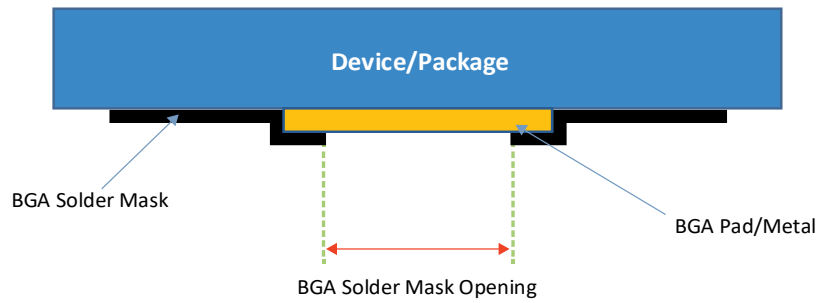 Device/Package
BGA Solder Mask
BGA Pad/Metal
BGA Solder Mask Opening